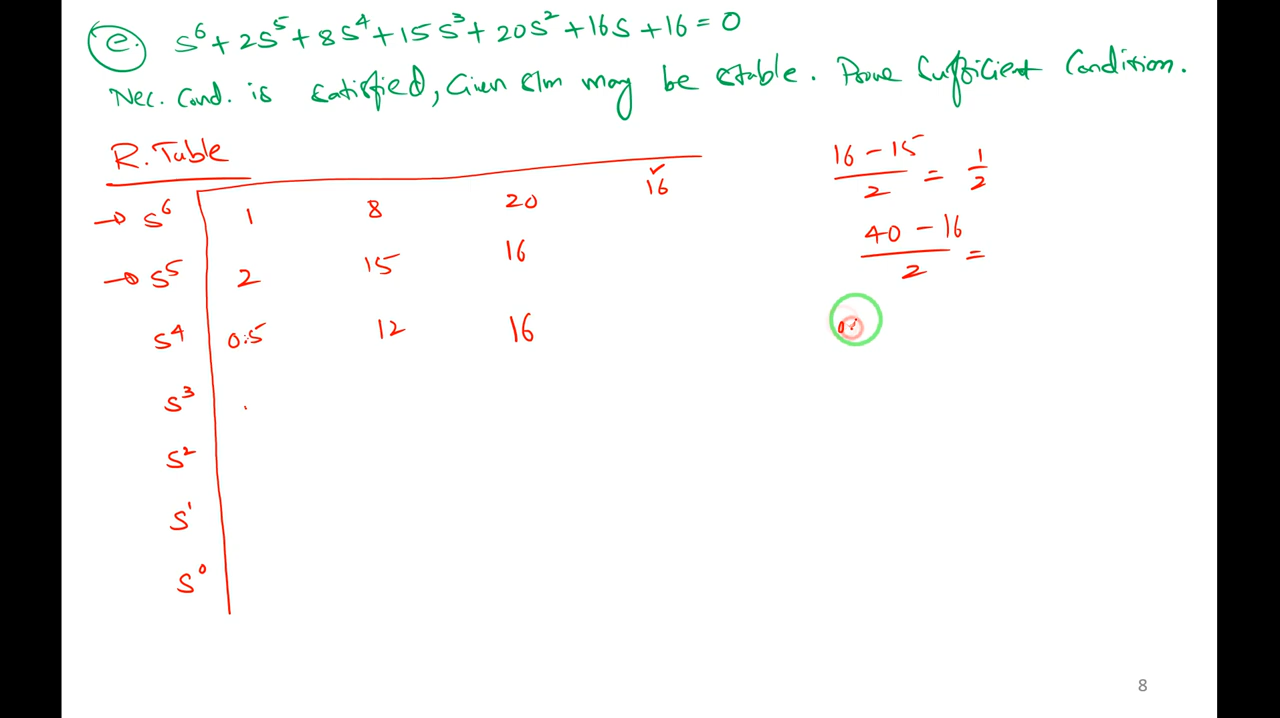 e. s⁶ + 2s⁵ + 8s⁴ + 15s³ + 20s² + 16s + 16 = 0
Nec. Cond. is satisfied, Given s/m may be stable. Prove Sufficient Condition.
R. Table
→ s⁶ 1 8 20 16 ✓
→ s⁵ 2 15 16
s⁴ 0.5 12 16
s³ .
s²
s¹
s⁰
16 - 15 / 2 = 1/2
40 - 16 / 2 =
0.
8